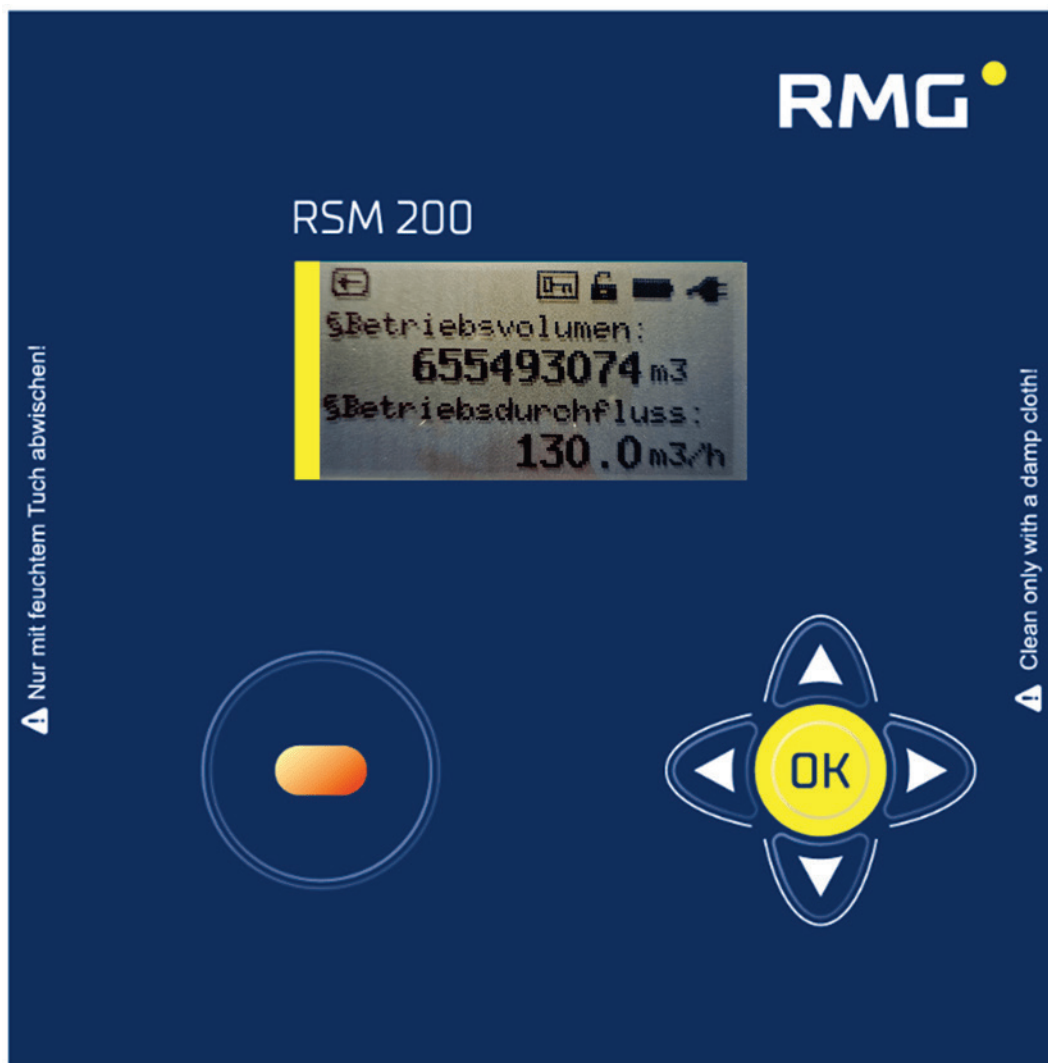 RMG
RSM 200
§Betriebsvolumen:
655493074 m3
§Betriebsdurchfluss:
130.0 m3/h
Nur mit feuchtem Tuch abwischen!
Clean only with a damp cloth!
OK